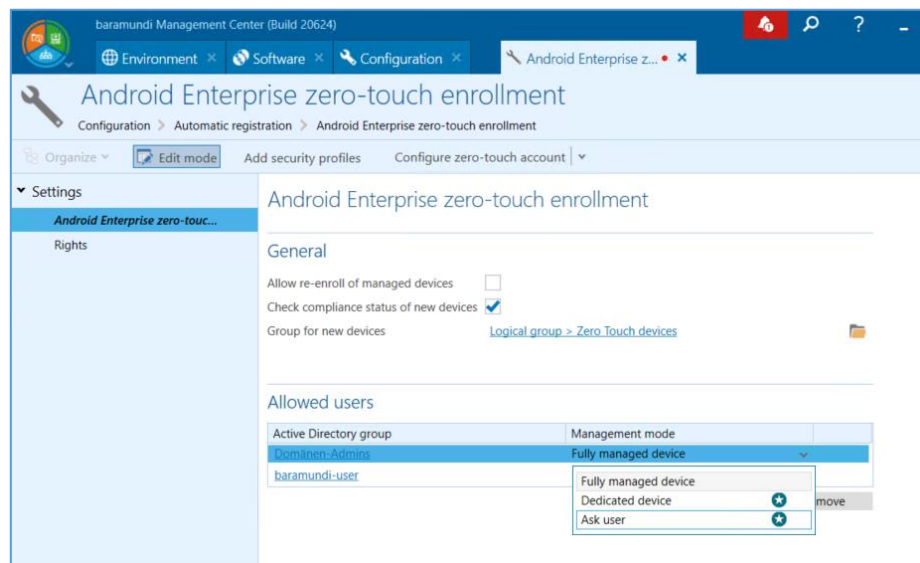 baramundi Management Center (Build 20624)
?
Environment
Software
Configuration
Android Enterprise z...
Android Enterprise zero-touch enrollment
Configuration > Automatic registration > Android Enterprise zero-touch enrollment
Organize
Edit mode
Add security profiles
Configure zero-touch account
Settings
Android Enterprise zero-touc...
Rights
Android Enterprise zero-touch enrollment
General
Allow re-enroll of managed devices
Check compliance status of new devices
Group for new devices
Logical group > Zero Touch devices
Allowed users
Active Directory group Management mode
Domänen-Admins Fully managed device
baramundi-user
Fully managed device
Dedicated device
Ask user
move